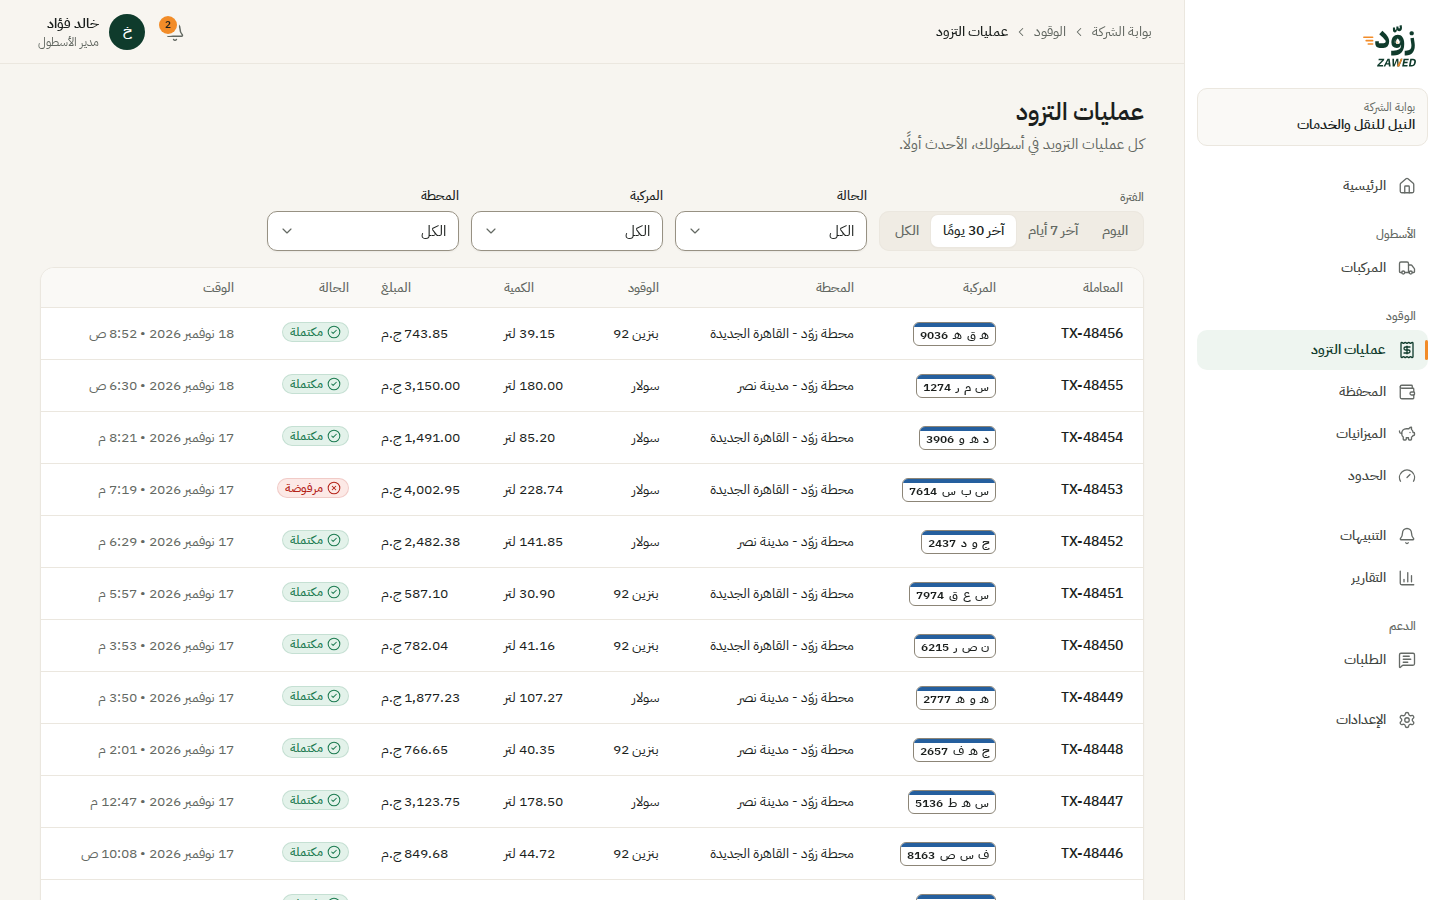 زوّد
ZAWED
بوابة الشركة
النيل للنقل والخدمات
الرئيسية
الأسطول
المركبات
الوقود
عمليات التزود
المحفظة
الميزانيات
الحدود
التنبيهات
التقارير
الدعم
الطلبات
الإعدادات
بوابة الشركة
الوقود
عمليات التزود
2
خ
خالد فؤاد
مدير الأسطول
عمليات التزود
كل عمليات التزويد في أسطولك، الأحدث أولًا.
الفترة
اليوم آخر 7 أيام آخر 30 يومًا الكل
الحالة
الكل
المركبة
الكل
المحطة
الكل
المعاملة المركبة المحطة الوقود الكمية المبلغ الحالة الوقت
TX-48456 ه ق ه 9036 محطة زوّد - القاهرة الجديدة بنزين 92 39.15 لتر 743.85 ج.م مكتملة 18 نوفمبر 2026 • 8:52 ص
TX-48455 س م ر 1274 محطة زوّد - مدينة نصر سولار 180.00 لتر 3,150.00 ج.م مكتملة 18 نوفمبر 2026 • 6:30 ص
TX-48454 د ه و 3906 محطة زوّد - القاهرة الجديدة سولار 85.20 لتر 1,491.00 ج.م مكتملة 17 نوفمبر 2026 • 8:21 م
TX-48453 س ب س 7614 محطة زوّد - القاهرة الجديدة سولار 228.74 لتر 4,002.95 ج.م مرفوضة 17 نوفمبر 2026 • 7:19 م
TX-48452 ج و د 2437 محطة زوّد - مدينة نصر سولار 141.85 لتر 2,482.38 ج.م مكتملة 17 نوفمبر 2026 • 6:29 م
TX-48451 س ع ق 7974 محطة زوّد - القاهرة الجديدة بنزين 92 30.90 لتر 587.10 ج.م مكتملة 17 نوفمبر 2026 • 5:57 م
TX-48450 ن ص ر 6215 محطة زوّد - القاهرة الجديدة بنزين 92 41.16 لتر 782.04 ج.م مكتملة 17 نوفمبر 2026 • 3:53 م
TX-48449 ه و ه 2777 محطة زوّد - مدينة نصر سولار 107.27 لتر 1,877.23 ج.م مكتملة 17 نوفمبر 2026 • 3:50 م
TX-48448 ج ه ف 2657 محطة زوّد - مدينة نصر بنزين 92 40.35 لتر 766.65 ج.م مكتملة 17 نوفمبر 2026 • 2:01 م
TX-48447 س ه ط 5136 محطة زوّد - مدينة نصر سولار 178.50 لتر 3,123.75 ج.م مكتملة 17 نوفمبر 2026 • 12:47 م
TX-48446 ف س ص 8163 محطة زوّد - القاهرة الجديدة بنزين 92 44.72 لتر 849.68 ج.م مكتملة 17 نوفمبر 2026 • 10:08 ص